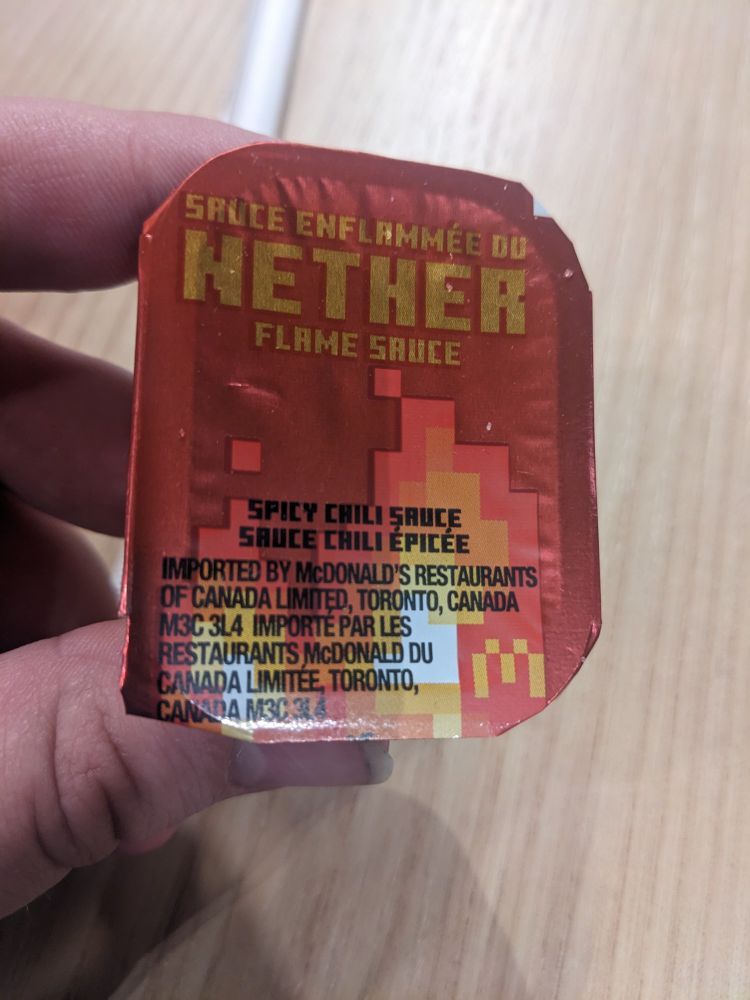 SAUCE ENFLAMMÉE DU
NETHER
FLAME SAUCE
SPICY CHILI SAUCE
SAUCE CHILI ÉPICÉE
IMPORTED BY McDONALD'S RESTAURANTS
OF CANADA LIMITED, TORONTO, CANADA
M3C 3L4 IMPORTÉ PAR LES
RESTAURANTS McDONALD DU
CANADA LIMITÉE, TORONTO,
CANADA M3C 3L4